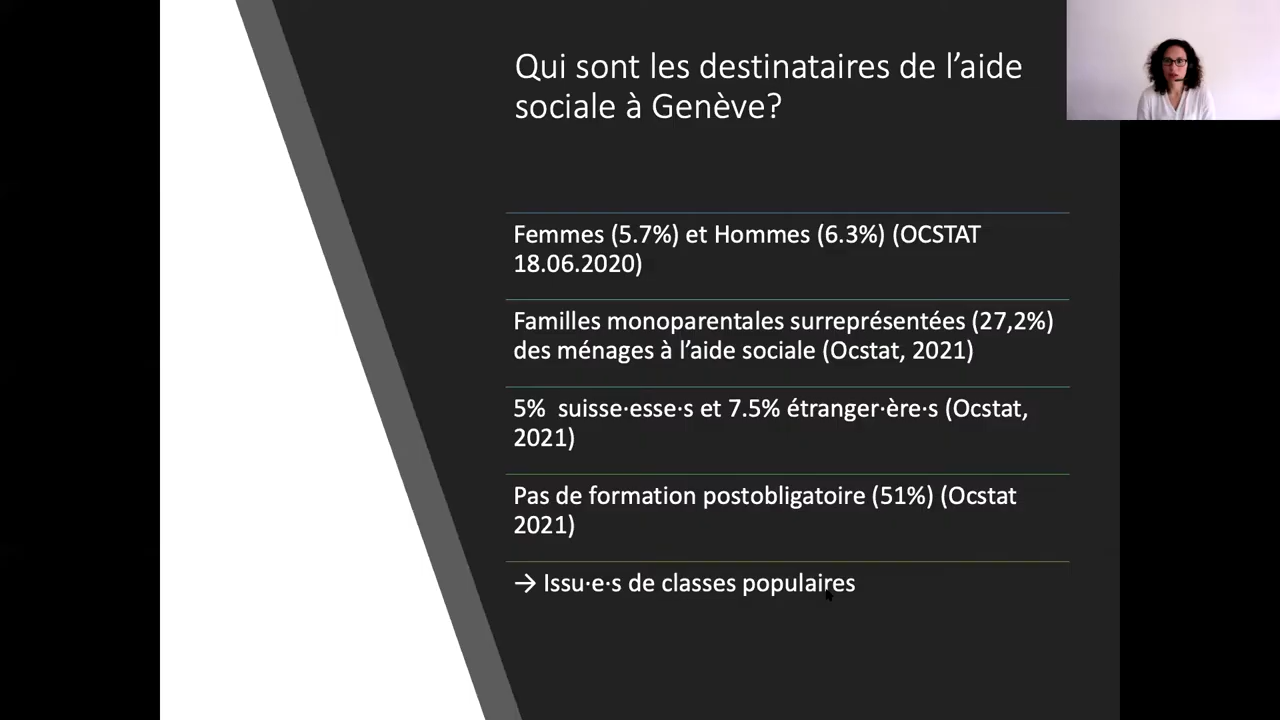 Qui sont les destinataires de l’aide
sociale à Genève?
Femmes (5.7%) et Hommes (6.3%) (OCSTAT
18.06.2020)
Familles monoparentales surreprésentées (27,2%)
des ménages à l’aide sociale (Ocstat, 2021)
5%  suisse·esse·s et 7.5% étranger·ère·s (Ocstat,
2021)
Pas de formation postobligatoire (51%) (Ocstat
2021)
→ Issu·e·s de classes populaires